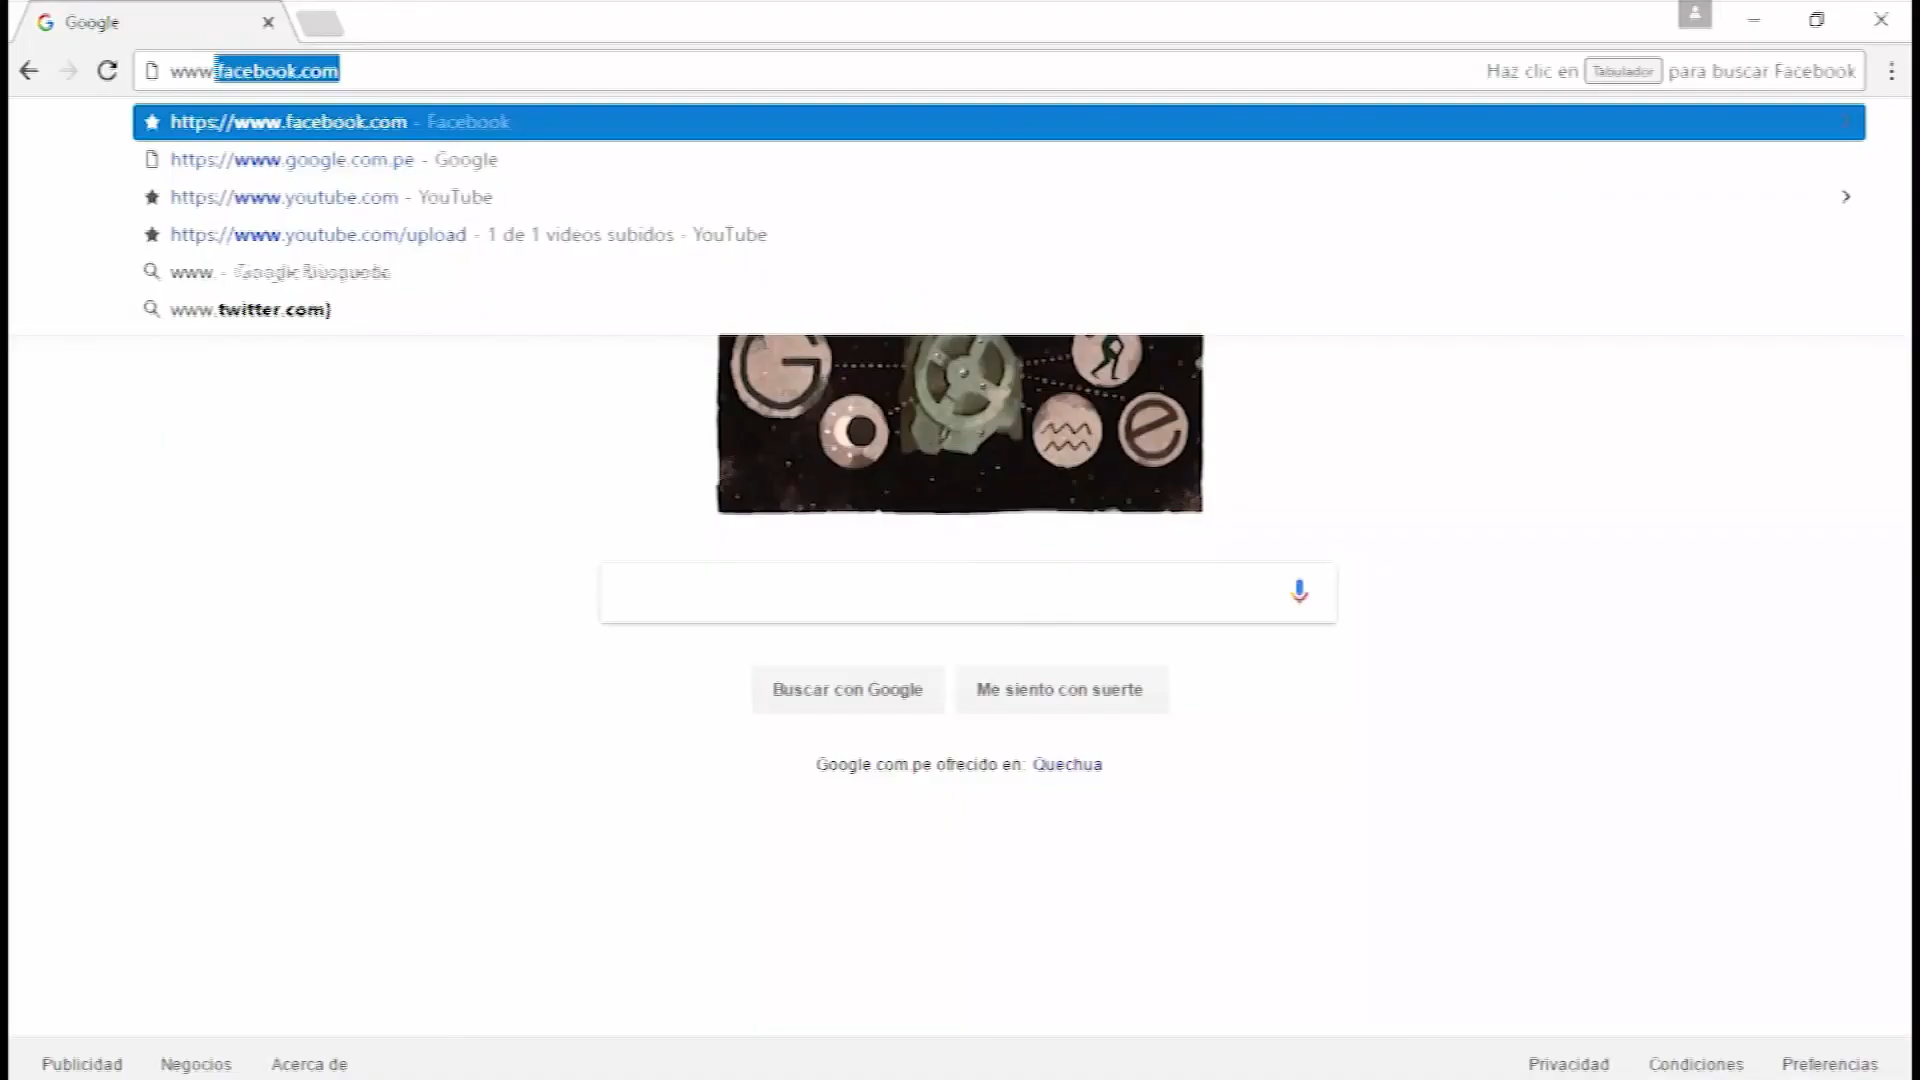 Google
www.facebook.com
Haz clic en Tabulador para buscar Facebook
https://www.facebook.com - Facebook
https://www.google.com.pe - Google
https://www.youtube.com - YouTube
https://www.youtube.com/upload - 1 de 1 videos subidos - YouTube
www. - Google Búsqueda
www.twitter.com}
G e
Buscar con Google
Me siento con suerte
Google.com.pe ofrecido en: Quechua
Publicidad Negocios Acerca de
Privacidad Condiciones Preferencias